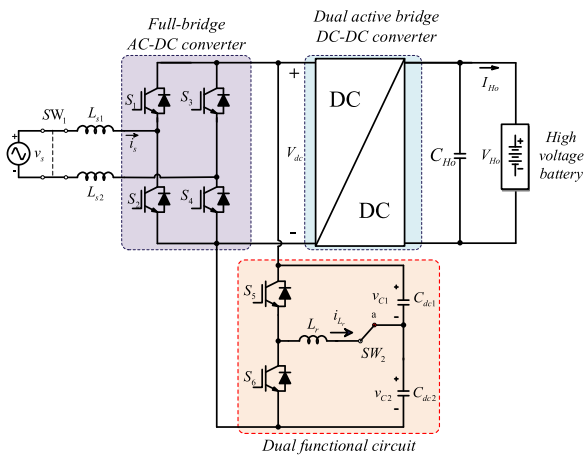 Full-bridge
AC-DC converter
Dual active bridge
DC-DC converter
SW1
Ls1
+
vs
-
is
Ls2
S1
S3
S2
S4
+
Vdc
-
DC
DC
CHo
IHo
+
VHo
-
High
voltage
battery
S5
S6
Lr
iLr
a
SW2
+
vC1
-
Cdc1
+
vC2
-
Cdc2
Dual functional circuit